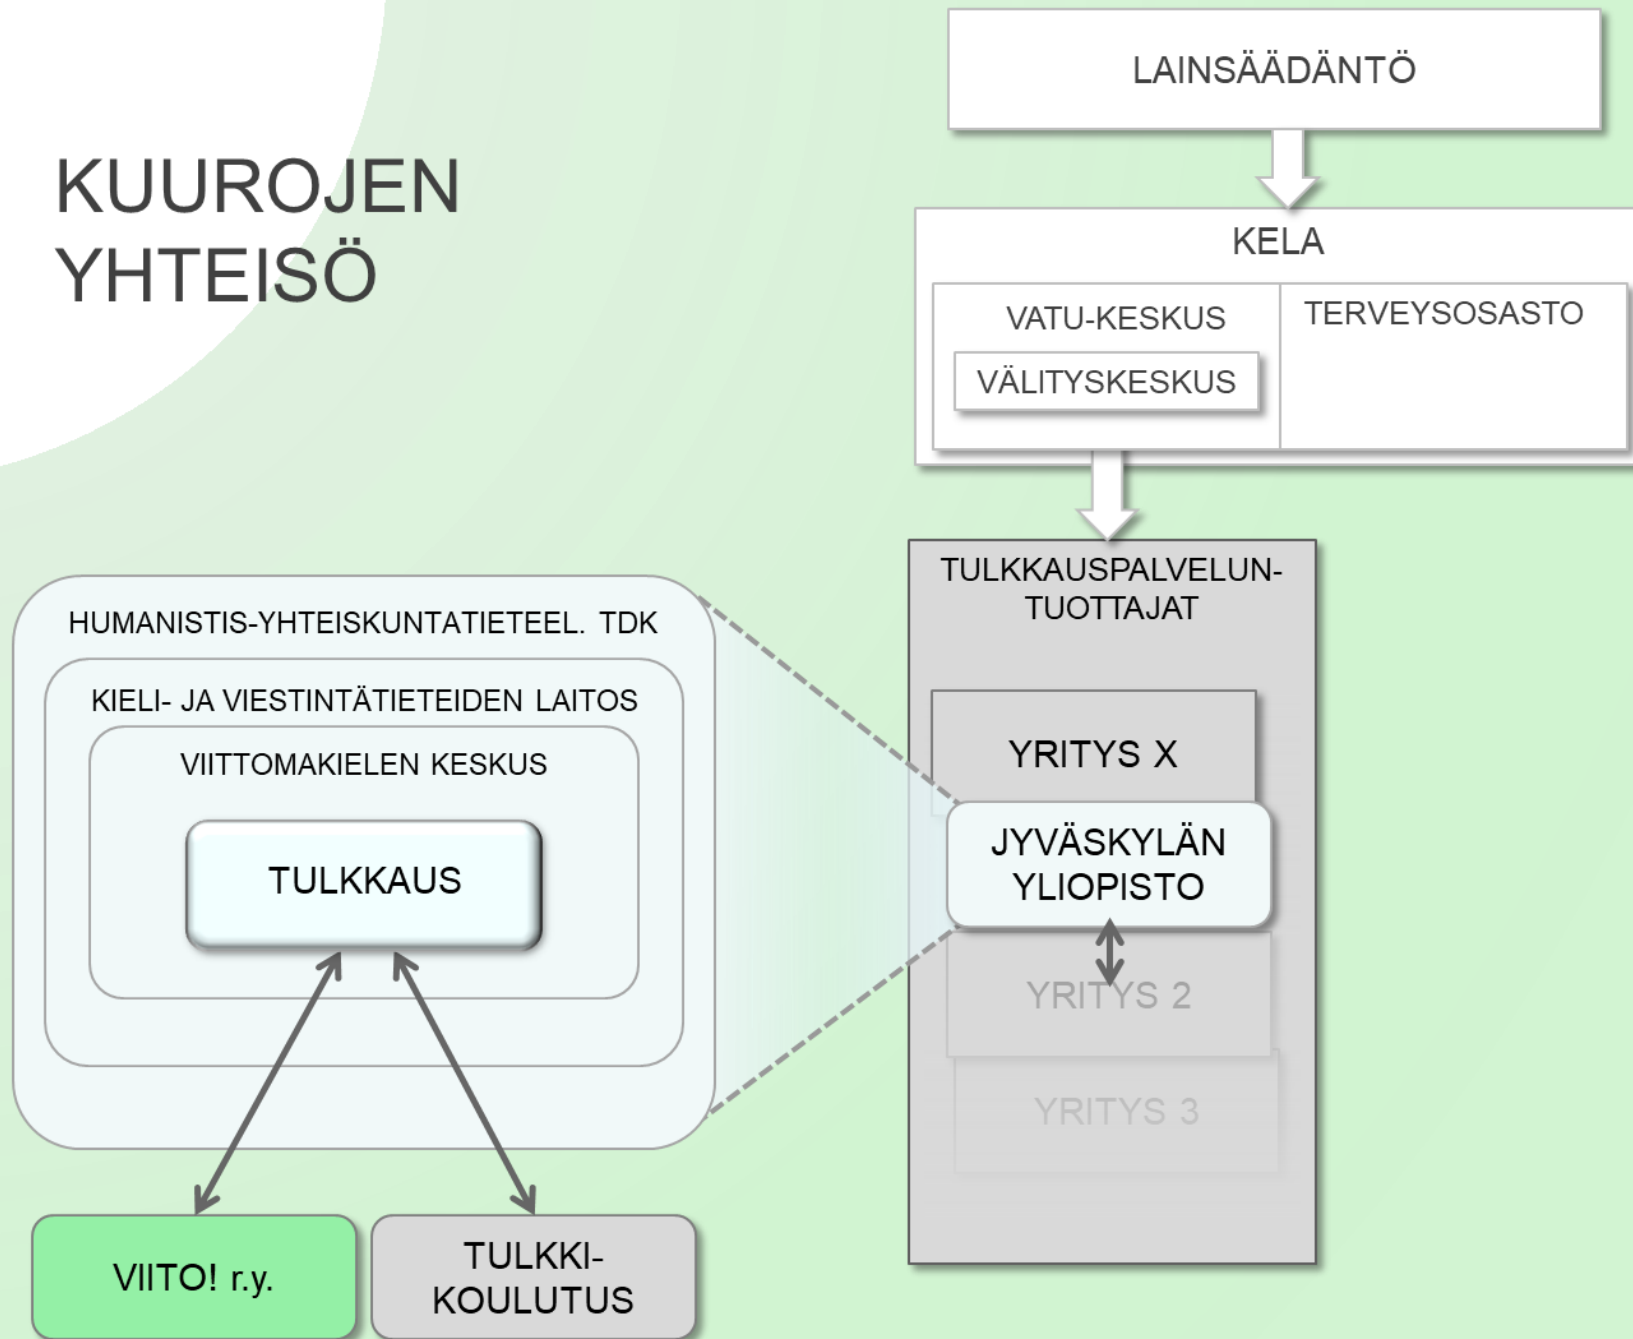 KUUROJEN
YHTEISÖ
LAINSÄÄDÄNTÖ
KELA
VATU-KESKUS
VÄLITYSKESKUS
TERVEYSOSASTO
TULKKAUSPALVELUN-
TUOTTAJAT
YRITYS X
JYVÄSKYLÄN
YLIOPISTO
YRITYS 2
YRITYS 3
HUMANISTIS-YHTEISKUNTATIETEEL. TDK
KIELI- JA VIESTINTÄTIETEIDEN LAITOS
VIITTOMAKIELEN KESKUS
TULKKAUS
VIITO! r.y.
TULKKI-
KOULUTUS